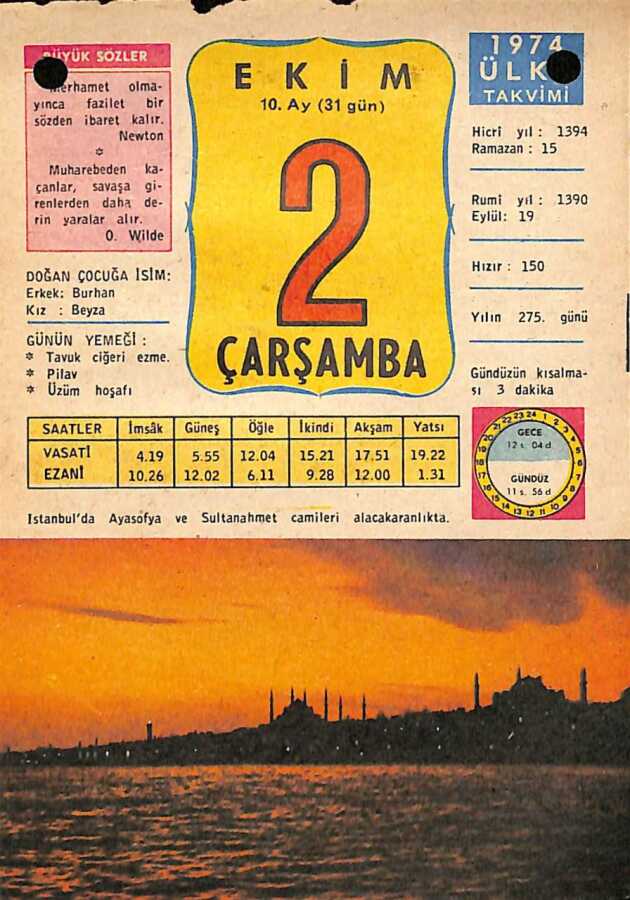 BÜYÜK SÖZLER
Merhamet olma-
yınca fazilet bir
sözden ibaret kalır.
Newton
Muharebeden ka-
çanlar, savaşa gi-
renlerden daha de-
rin yaralar alır.
O. Wilde
DOĞAN ÇOCUĞA İSİM:
Erkek: Burhan
Kız : Beyza
GÜNÜN YEMEĞİ :
* Tavuk ciğeri ezme.
* Pilav
* Üzüm hoşafı
EKİM
10. Ay (31 gün)
2
ÇARŞAMBA
1974
ÜLK
TAKVİMİ
Hicrî yıl : 1394
Ramazan : 15
Rumî yıl : 1390
Eylül: 19
Hızır : 150
Yılın 275. günü
Gündüzün kısalma-
sı 3 dakika
SAATLER İmsâk Güneş Öğle İkindi Akşam Yatsı
VASATİ 4.19 5.55 12.04 15.21 17.51 19.22
EZANİ 10.26 12.02 6.11 9.28 12.00 1.31
GECE
12 s. 04 d
GÜNDÜZ
11 s. 56 d
İstanbul'da Ayasofya ve Sultanahmet camileri alacakaranlıkta.